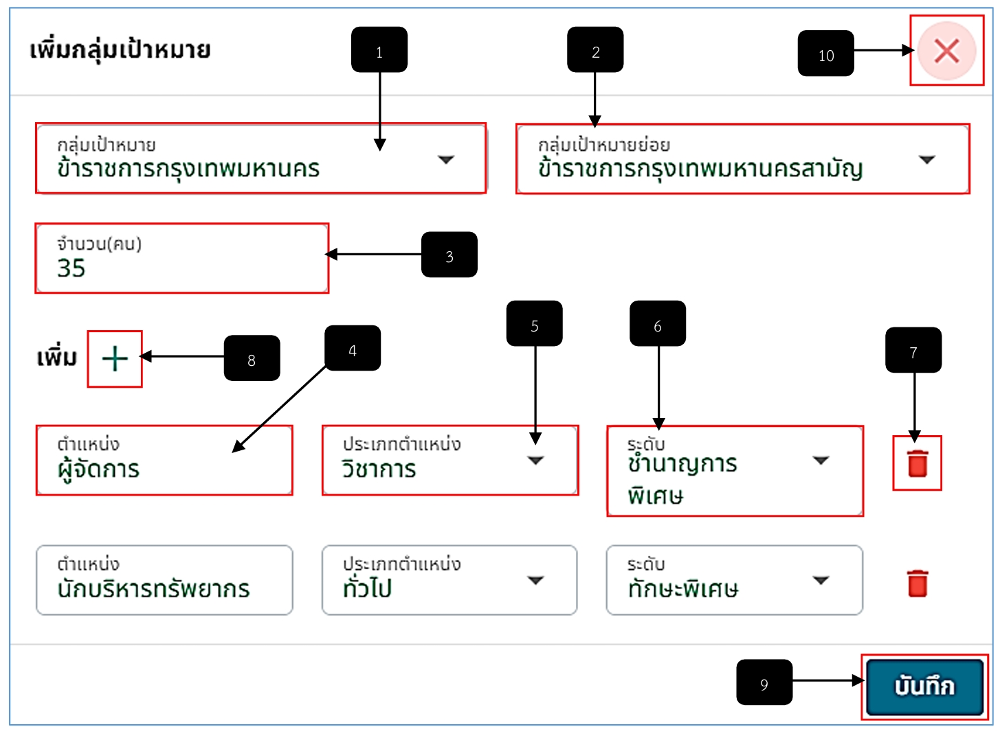 เพิ่มกลุ่มเป้าหมาย
1
2
10
กลุ่มเป้าหมาย
ข้าราชการกรุงเทพมหานคร
กลุ่มเป้าหมายย่อย
ข้าราชการกรุงเทพมหานครสามัญ
จำนวน(คน)
35
3
เพิ่ม
8
4
5
6
7
ตำแหน่ง
ผู้จัดการ
ประเภทตำแหน่ง
วิชาการ
ระดับ
ชำนาญการ
พิเศษ
ตำแหน่ง
นักบริหารทรัพยากร
ประเภทตำแหน่ง
ทั่วไป
ระดับ
ทักษะพิเศษ
9
บันทึก